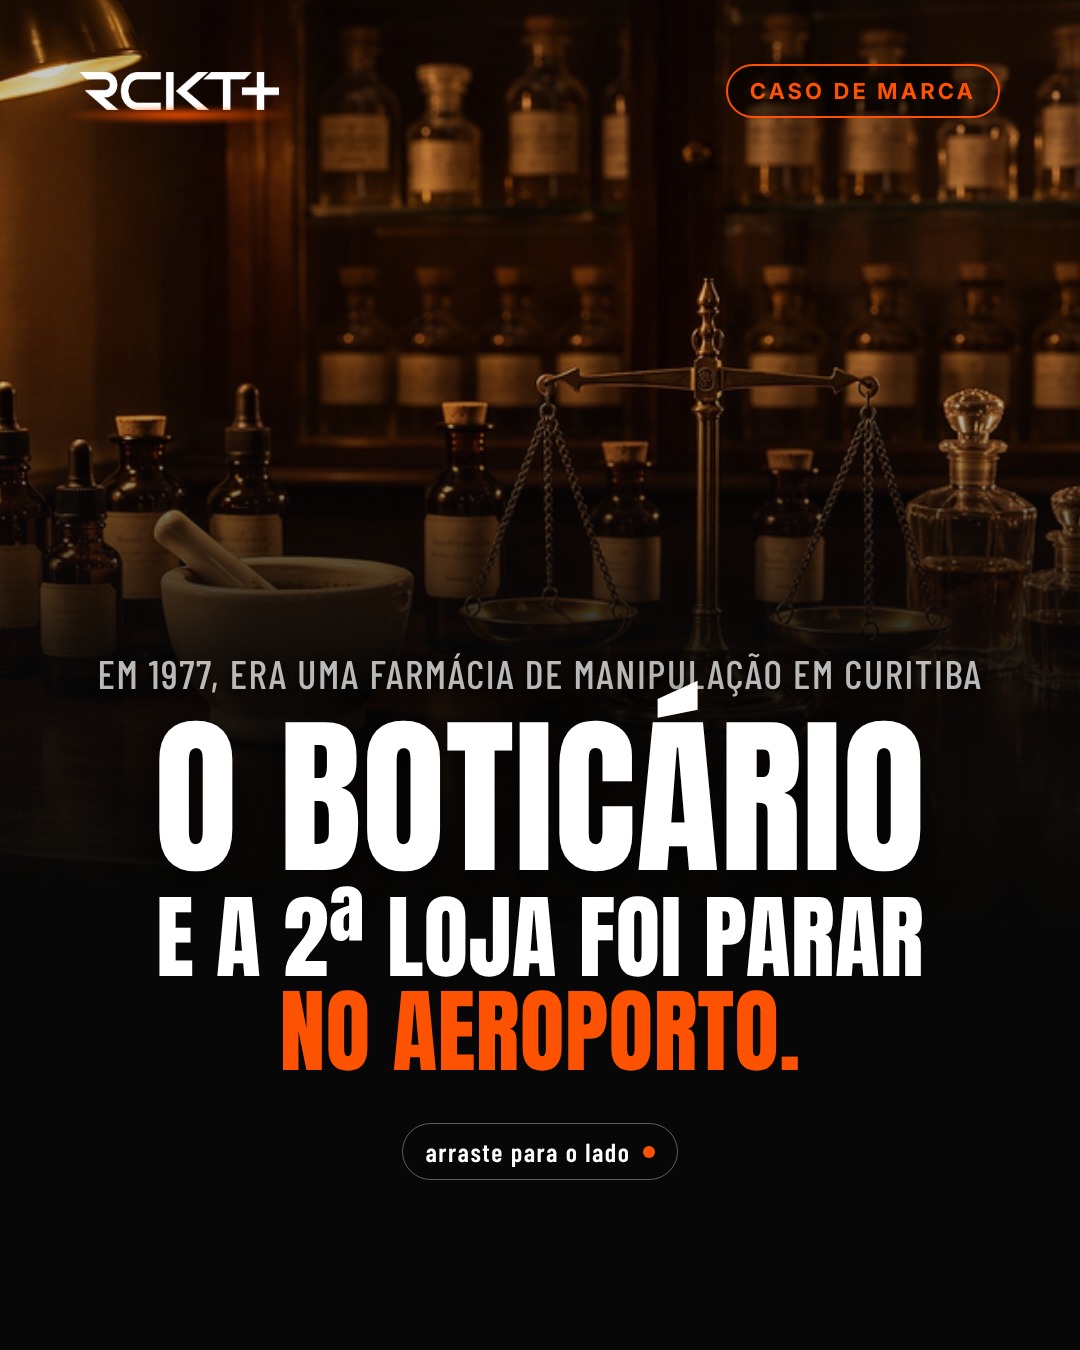 RCKT+
CASO DE MARCA
EM 1977, ERA UMA FARMÁCIA DE MANIPULAÇÃO EM CURITIBA
O BOTICÁRIO
E A 2ª LOJA FOI PARAR
NO AEROPORTO.
arraste para o lado